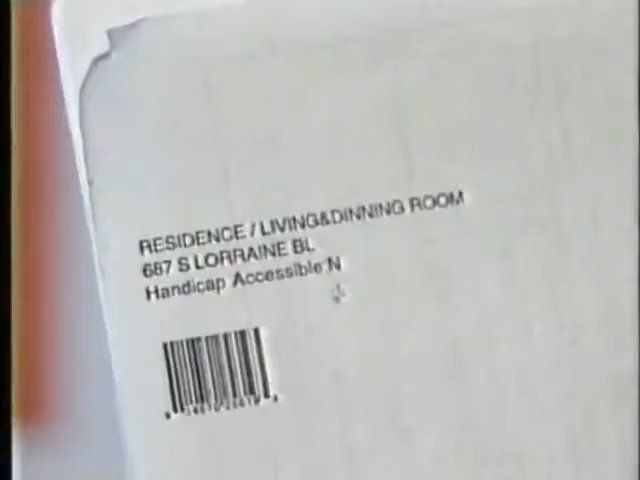 RESIDENCE / LIVING&DINNING ROOM
687 S LORRAINE BL
Handicap Accessible N